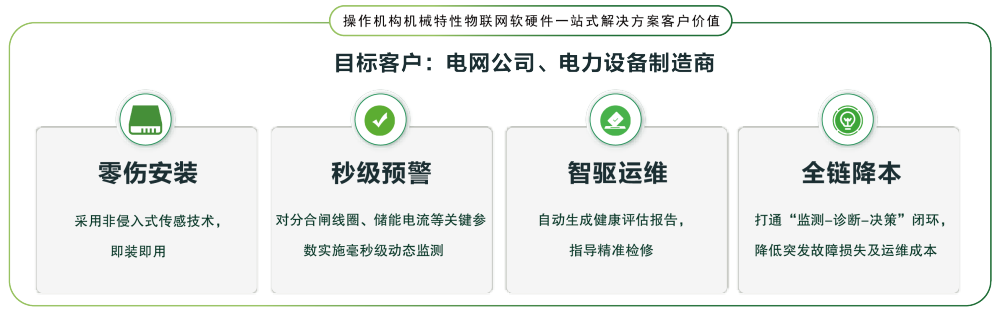 操作机构机械特性物联网软硬件一站式解决方案客户价值
目标客户：电网公司、电力设备制造商
零伤安装
采用非侵入式传感技术，
即装即用
秒级预警
对分合闸线圈、储能电流等关键参
数实施毫秒级动态监测
智驱运维
自动生成健康评估报告，
指导精准检修
全链降本
打通“监测-诊断-决策”闭环，
降低突发故障损失及运维成本